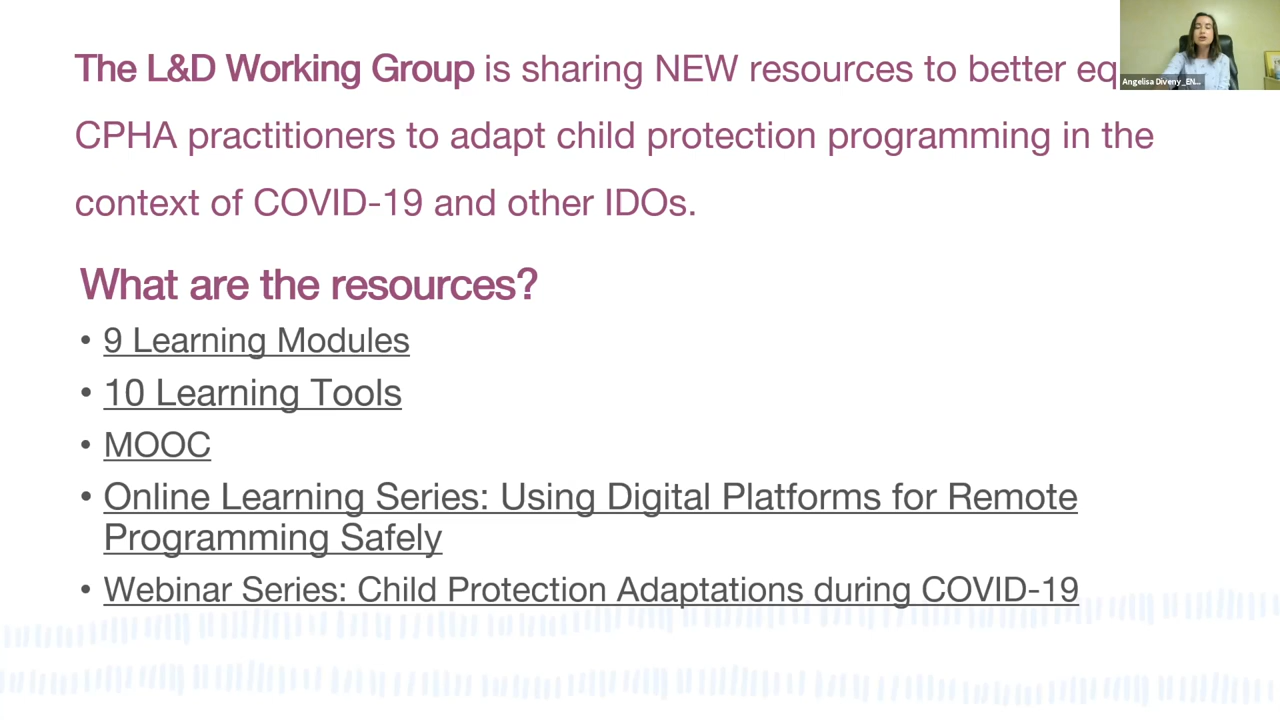 The L&D Working Group is sharing NEW resources to better eq
CPHA practitioners to adapt child protection programming in the
context of COVID-19 and other IDOs.
What are the resources?
• 9 Learning Modules
• 10 Learning Tools
• MOOC
• Online Learning Series: Using Digital Platforms for Remote
Programming Safely
• Webinar Series: Child Protection Adaptations during COVID-19
Angelisa Diveny_EN...